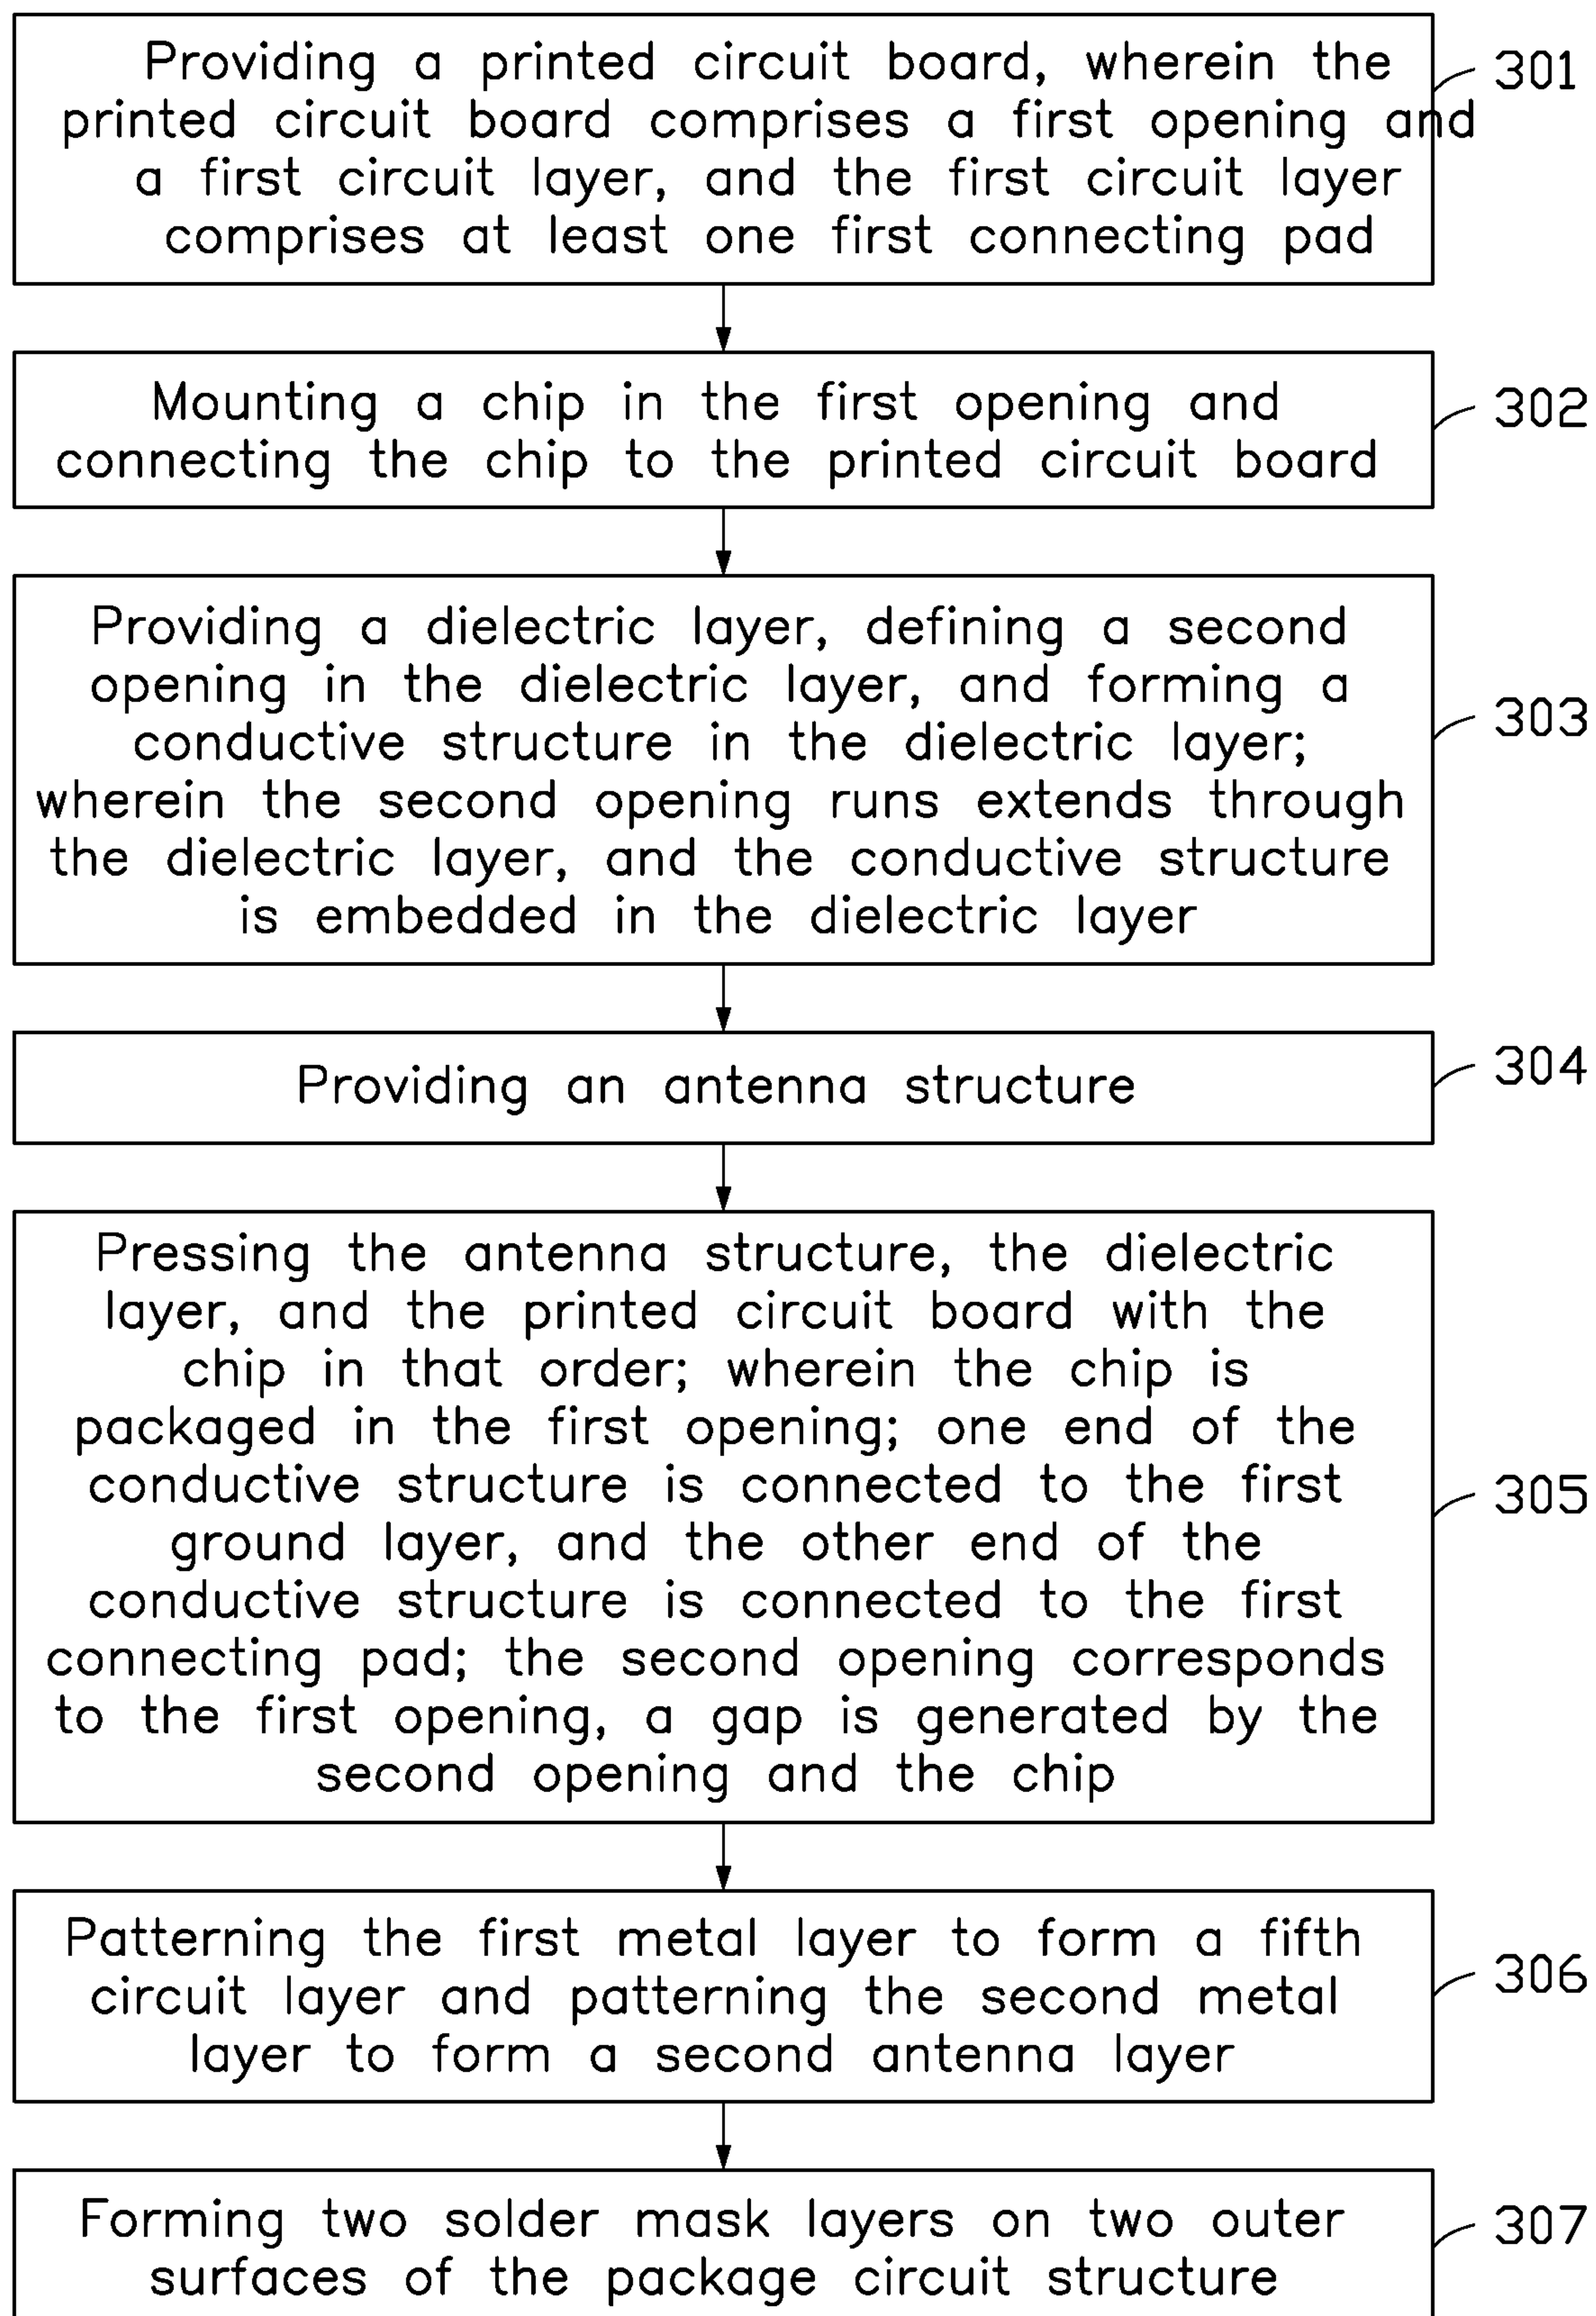 Providing a printed circuit board, wherein the
printed circuit board comprises a first opening and
a first circuit layer, and the first circuit layer
comprises at least one first connecting pad
301
Mounting a chip in the first opening and
connecting the chip to the printed circuit board
302
Providing a dielectric layer, defining a second
opening in the dielectric layer, and forming a
conductive structure in the dielectric layer;
wherein the second opening runs extends through
the dielectric layer, and the conductive structure
is embedded in the dielectric layer
303
Providing an antenna structure
304
Pressing the antenna structure, the dielectric
layer, and the printed circuit board with the
chip in that order; wherein the chip is
packaged in the first opening; one end of the
conductive structure is connected to the first
ground layer, and the other end of the
conductive structure is connected to the first
connecting pad; the second opening corresponds
to the first opening, a gap is generated by the
second opening and the chip
305
Patterning the first metal layer to form a fifth
circuit layer and patterning the second metal
layer to form a second antenna layer
306
Forming two solder mask layers on two outer
surfaces of the package circuit structure
307